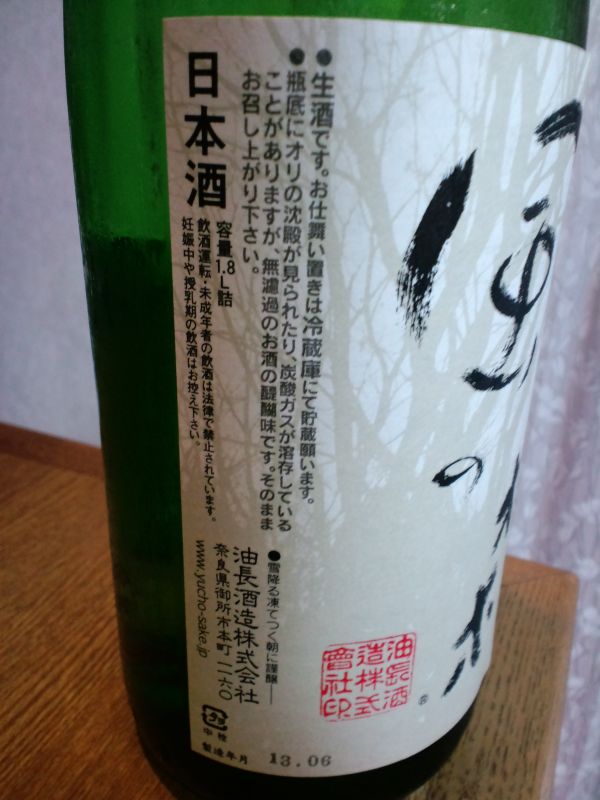 風の森
●生酒です。お仕舞い置きは冷蔵庫にて貯蔵願います。
●瓶底にオリの沈殿が見られたり、炭酸ガスが溶存している
ことがありますが、無濾過のお酒の醍醐味です。そのまま
お召し上がり下さい。
日本酒
容量1.8L詰
飲酒運転・未成年者の飲酒は法律で禁止されています。
妊娠中や授乳期の飲酒はお控え下さい。
●雪降る凍てつく朝に謹醸―
油長酒造株式会社
奈良県御所市本町一一六〇
www.yucho-sake.jp
油長酒
造株式
會社印
®
中栓
製造年月 13.06